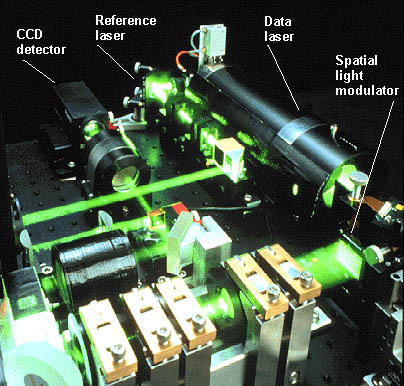 CCD
detector
Reference
laser
Data
laser
Spatial
light
modulator